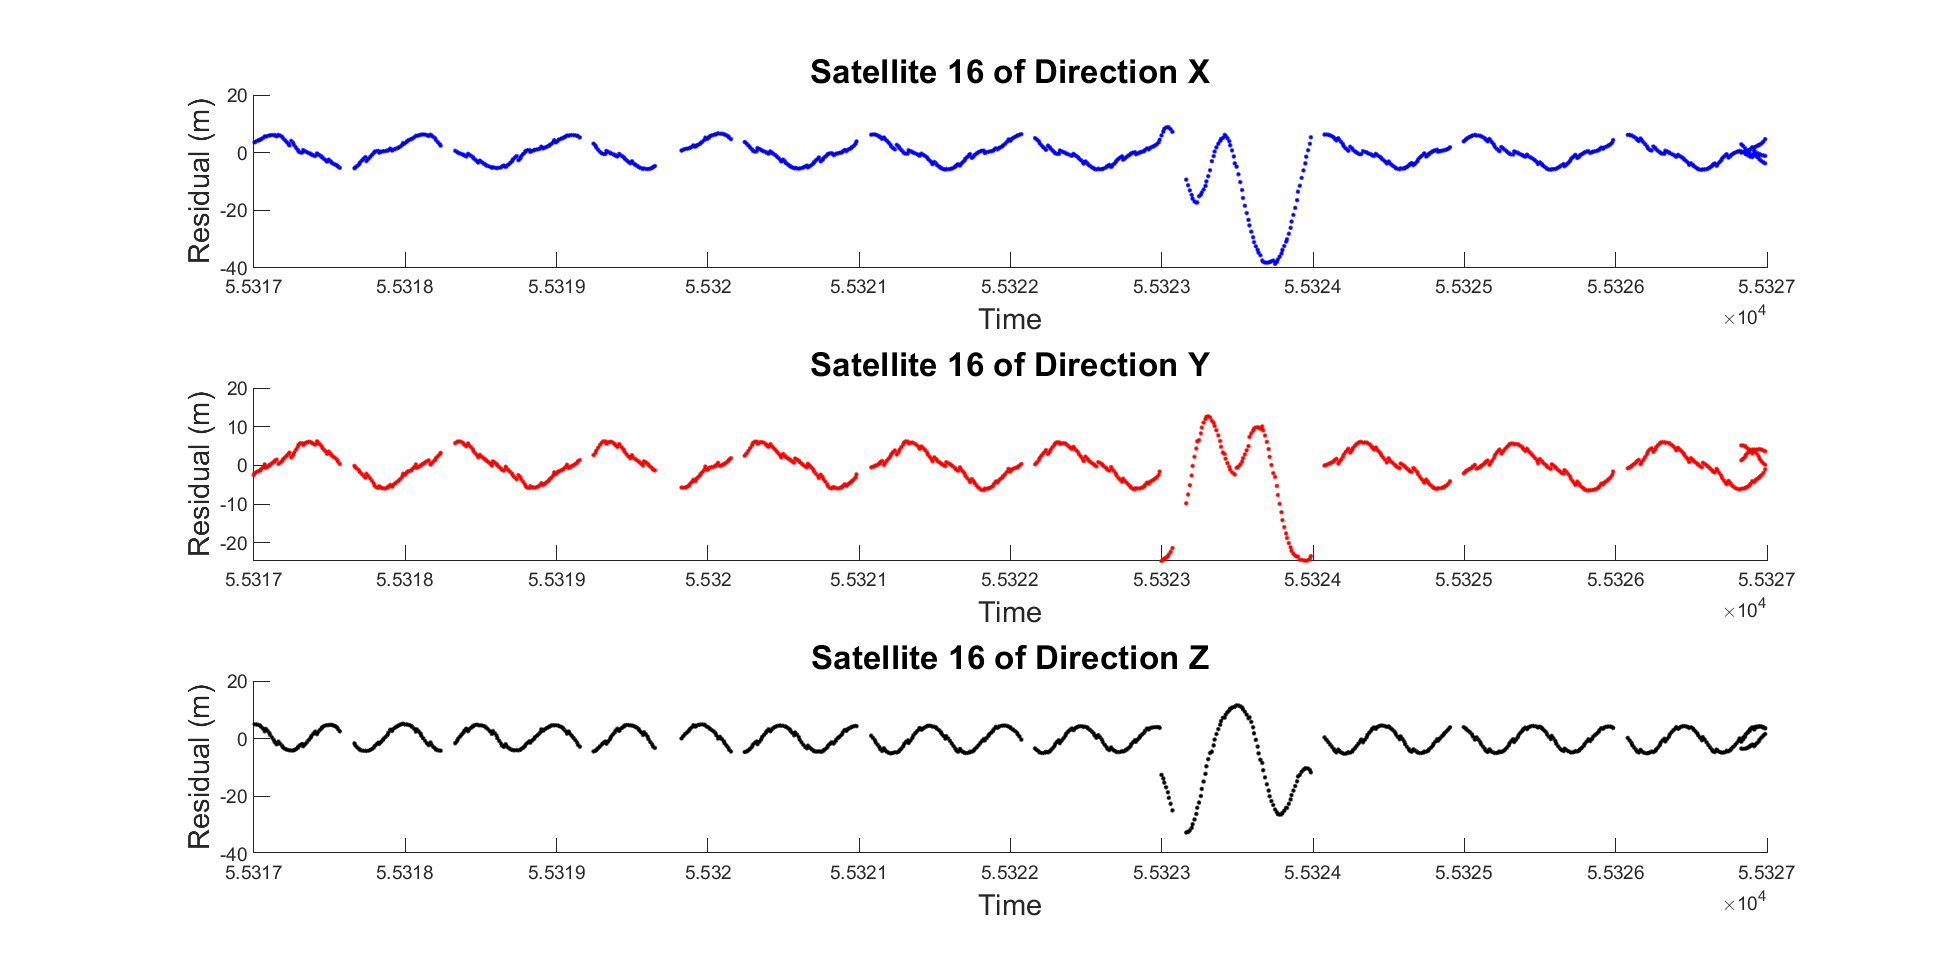 Satellite 16 of Direction X
Residual (m)
20
0
-20
-40
5.5317 5.5318 5.5319 5.532 5.5321 5.5322 5.5323 5.5324 5.5325 5.5326 5.5327
Time
×10^4
Satellite 16 of Direction Y
Residual (m)
20
10
0
-10
-20
5.5317 5.5318 5.5319 5.532 5.5321 5.5322 5.5323 5.5324 5.5325 5.5326 5.5327
Time
×10^4
Satellite 16 of Direction Z
Residual (m)
20
0
-20
-40
5.5317 5.5318 5.5319 5.532 5.5321 5.5322 5.5323 5.5324 5.5325 5.5326 5.5327
Time
×10^4